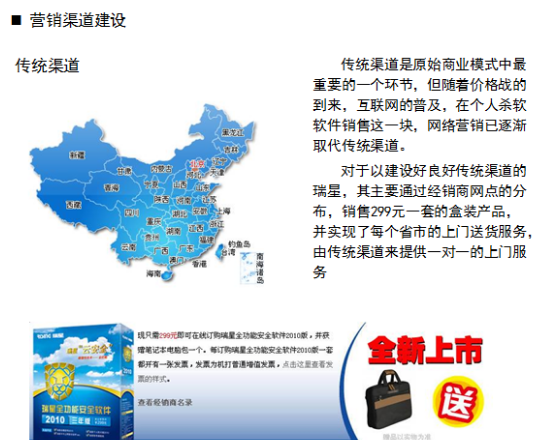 ■ 营销渠道建设
传统渠道
传统渠道是原始商业模式中最
重要的一个环节，但随着价格战的
到来，互联网的普及，在个人杀软
软件销售这一块，网络营销已逐渐
取代传统渠道。
对于以建设好良好传统渠道的
瑞星，其主要通过经销商网点的分
布，销售299元一套的盒装产品，
并实现了每个省市的上门送货服务，
由传统渠道来提供一对一的上门服
务
黑龙江
吉林
辽宁
新疆
内蒙古
北京
天津
河北
甘肃
宁夏
山西
山东
青海
陕西
河南
江苏
西藏
四川
湖北
安徽
上海
重庆
浙江
湖南
江西
贵州
福建
云南
广西
广东
钓鱼岛
台湾
澳门
香港
海南
南海诸岛
现只需299元即可在线订购瑞星全功能安全软件2010版，并获
赠笔记本电脑包一个。每订购瑞星全功能安全软件2010版一套
都开有一张发票，发票为机打普通增值发票，点击这里查看发
票的样式。
查看经销商名录
瑞星"云安全"
瑞星全功能安全软件
2010 三年版
全新上市
送
赠品以实物为准